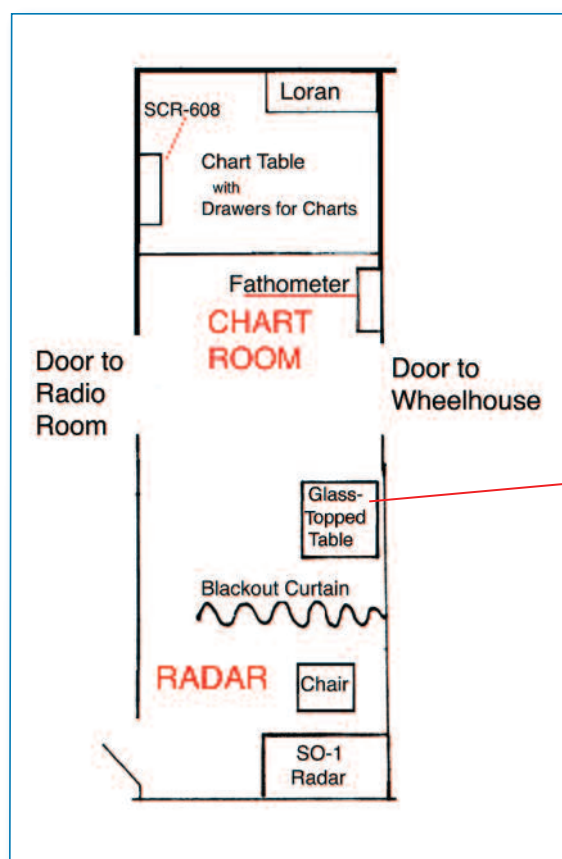 Loran
SCR-608
Chart Table
with
Drawers for Charts
Fathometer
CHART
ROOM
Door to
Radio
Room
Door to
Wheelhouse
Glass-
Topped
Table
Blackout Curtain
RADAR
Chair
SO-1
Radar